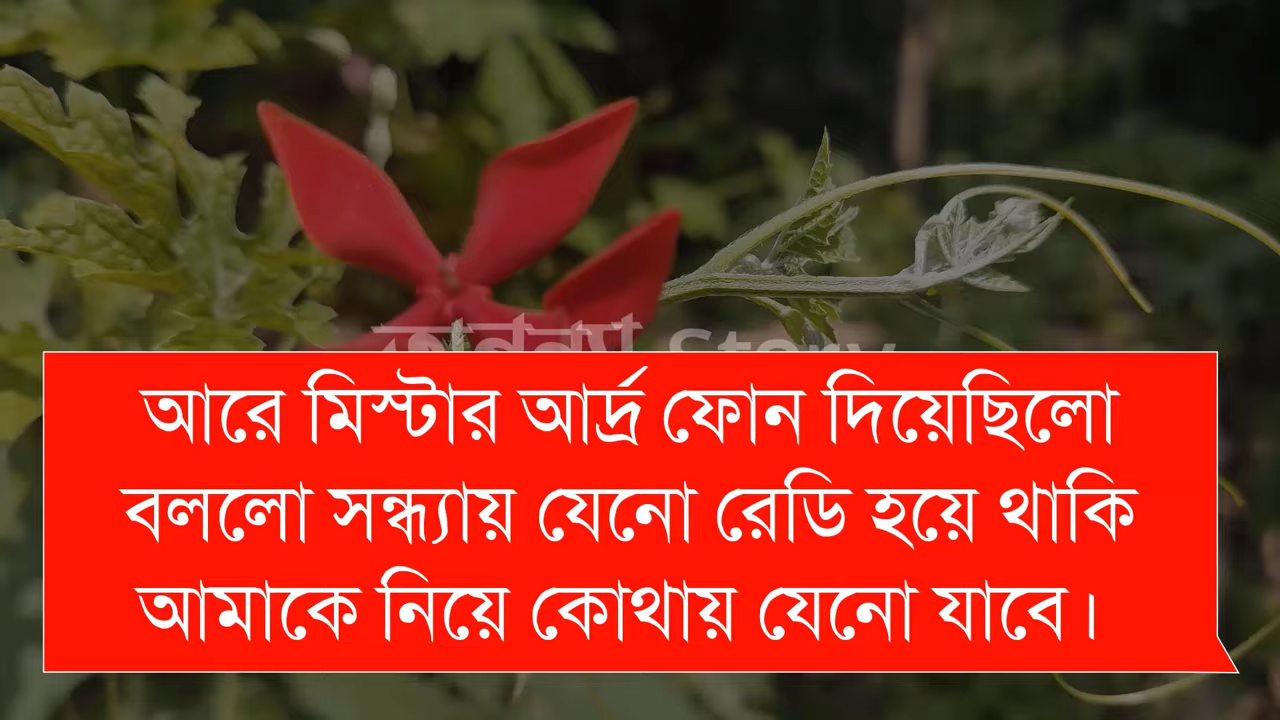 আরে মিস্টার আর্দ্র ফোন দিয়েছিলো
বললো সন্ধ্যায় যেনো রেডি হয়ে থাকি
আমাকে নিয়ে কোথায় যেনো যাবে।